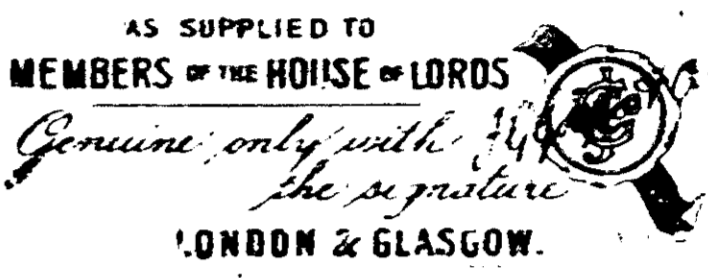 AS SUPPLIED TO
MEMBERS OF THE HOUSE OF LORDS
Genuine only with
the signature
LONDON & GLASGOW.